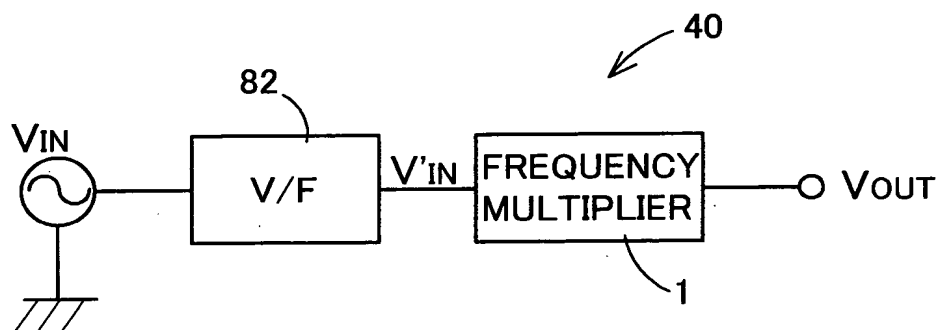 40
82
VIN
V/F
V'IN
FREQUENCY
MULTIPLIER
VOUT
1